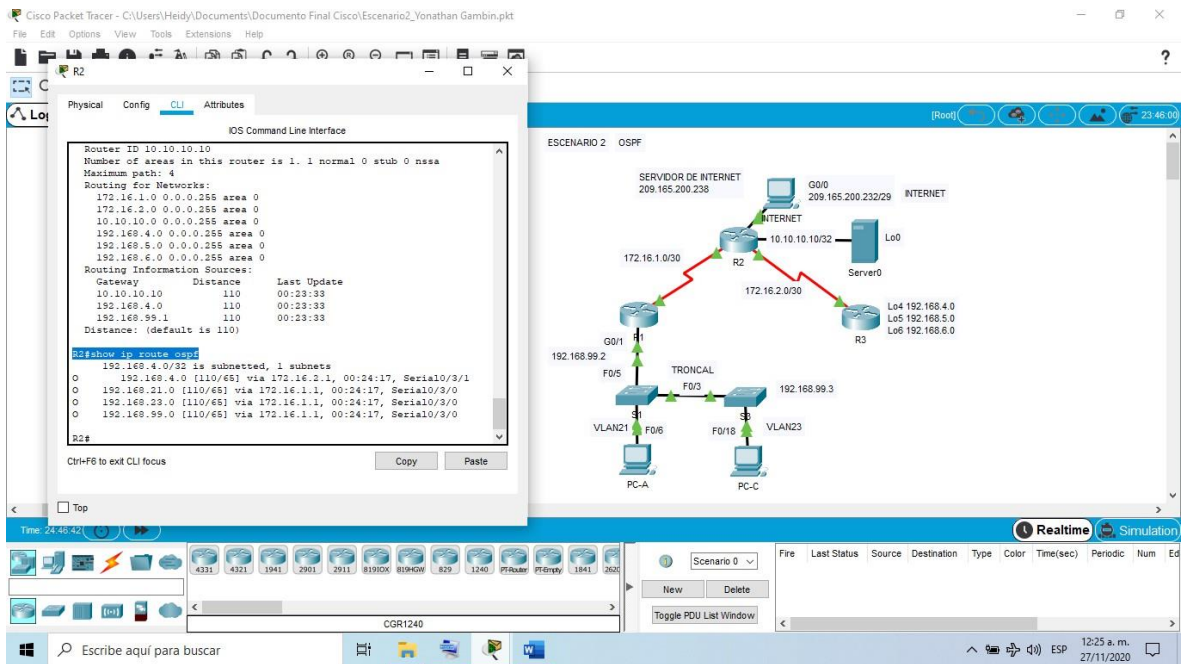 Cisco Packet Tracer - C:\Users\Heidy\Documents\Documento Final Cisco\Escenario2_Yonathan Gambin.pkt
File Edit Options View Tools Extensions Help
?
R2
Physical Config CLI Attributes
IOS Command Line Interface
Router ID 10.10.10.10
Number of areas in this router is 1. 1 normal 0 stub 0 nssa
Maximum path: 4
Routing for Networks:
172.16.1.0 0.0.0.255 area 0
172.16.2.0 0.0.0.255 area 0
10.10.10.0 0.0.0.255 area 0
192.168.4.0 0.0.0.255 area 0
192.168.5.0 0.0.0.255 area 0
192.168.6.0 0.0.0.255 area 0
Routing Information Sources:
Gateway Distance Last Update
10.10.10.10 110 00:23:33
192.168.4.0 110 00:23:33
192.168.99.1 110 00:23:33
Distance: (default is 110)
R2#show ip route ospf
192.168.4.0/32 is subnetted, 1 subnets
O 192.168.4.0 [110/65] via 172.16.2.1, 00:24:17, Serial0/3/1
O 192.168.21.0 [110/65] via 172.16.1.1, 00:24:17, Serial0/3/0
O 192.168.23.0 [110/65] via 172.16.1.1, 00:24:17, Serial0/3/0
O 192.168.99.0 [110/65] via 172.16.1.1, 00:24:17, Serial0/3/0
R2#
Ctrl+F6 to exit CLI focus
Copy Paste
Top
[Root]
23:46:00
ESCENARIO 2 OSPF
SERVIDOR DE INTERNET
209.165.200.238
G0/0
209.165.200.232/29
INTERNET
INTERNET
10.10.10.10/32
Lo0
R2
Server0
172.16.1.0/30
172.16.2.0/30
Lo4 192.168.4.0
Lo5 192.168.5.0
Lo6 192.168.6.0
R3
R1
G0/1
192.168.99.2
F0/5
TRONCAL
F0/3
192.168.99.3
S1
S3
VLAN21
F0/6
F0/18
VLAN23
PC-A
PC-C
Time: 24:46:42
Realtime
Simulation
4331 4321 1941 2901 2911 819IOX 819HGW 829 1240 PT-Router PT-Empty 1841
CGR1240
Scenario 0
New Delete
Toggle PDU List Window
Fire Last Status Source Destination Type Color Time(sec) Periodic Num Ed
Escribe aquí para buscar
ESP
12:25 a. m.
27/11/2020